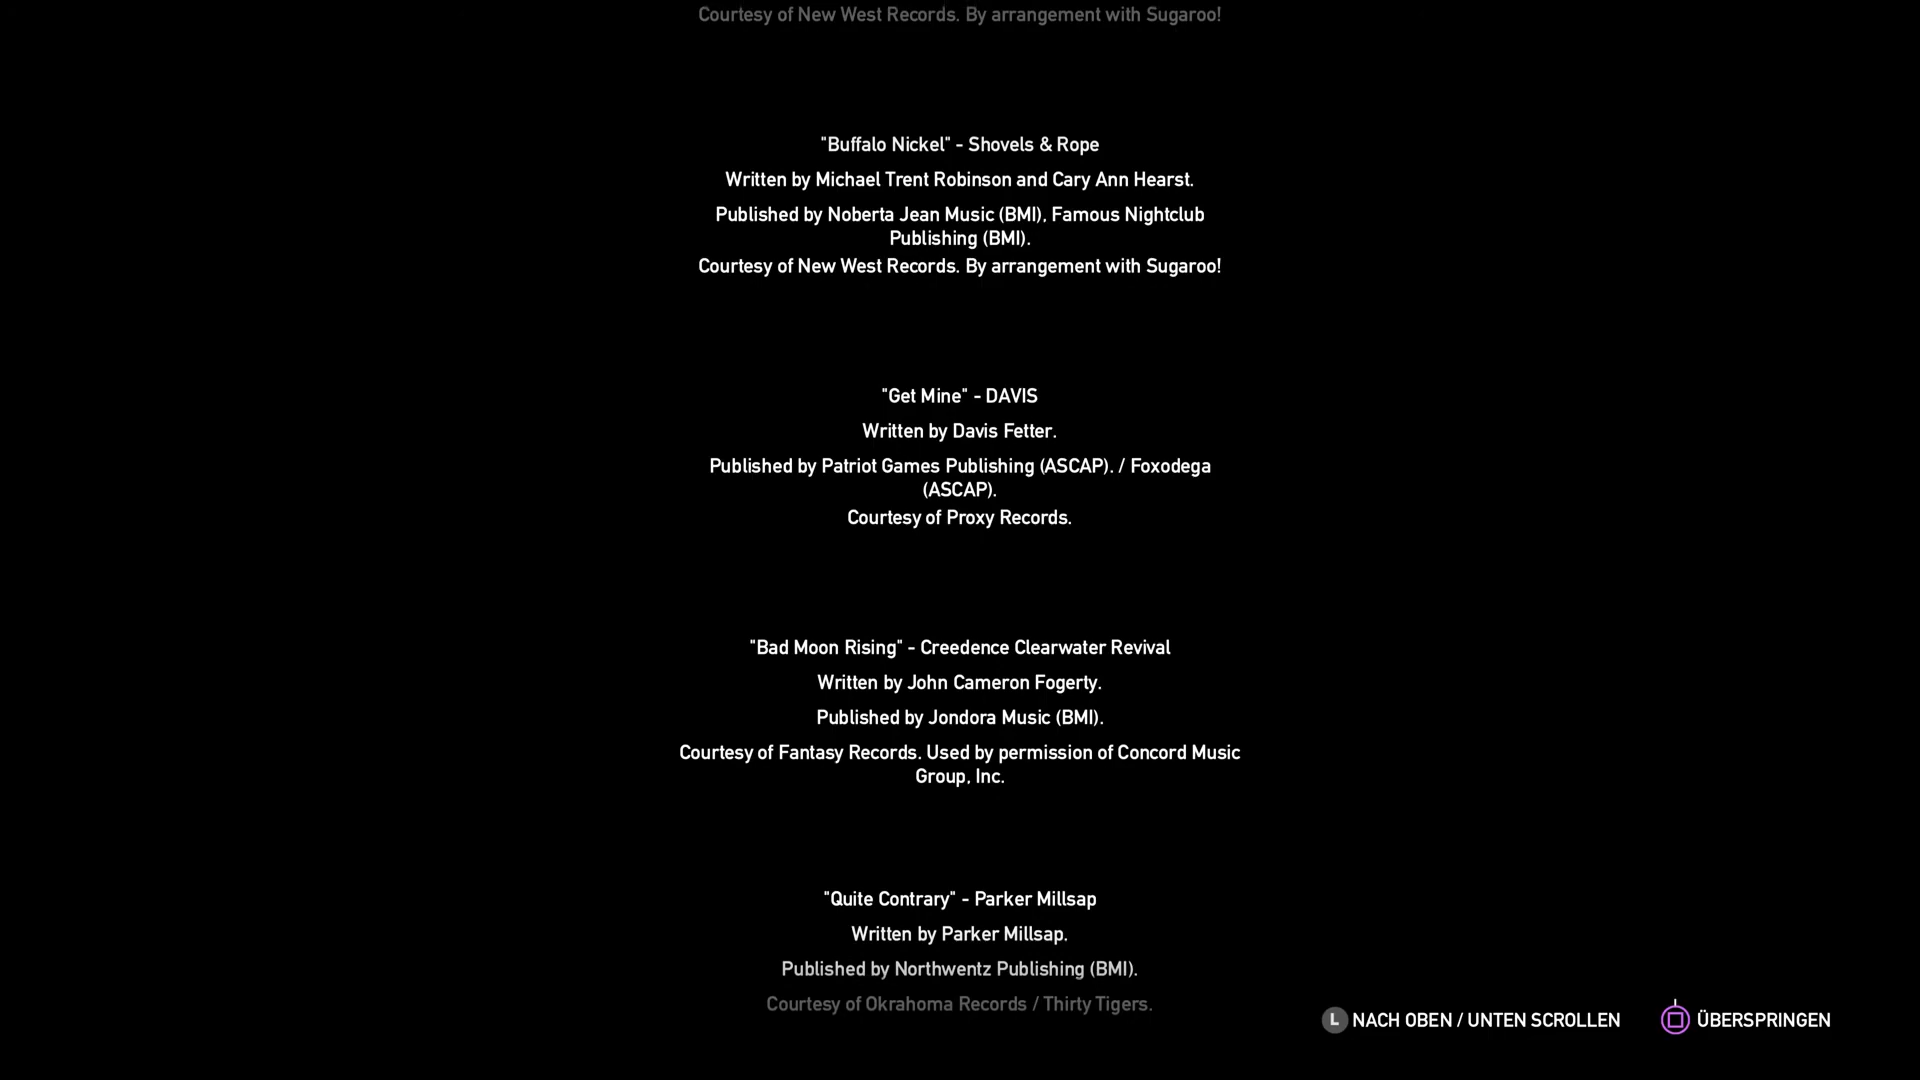 Courtesy of New West Records. By arrangement with Sugaroo!
"Buffalo Nickel" - Shovels & Rope
Written by Michael Trent Robinson and Cary Ann Hearst.
Published by Noberta Jean Music (BMI), Famous Nightclub
Publishing (BMI).
Courtesy of New West Records. By arrangement with Sugaroo!
"Get Mine" - DAVIS
Written by Davis Fetter.
Published by Patriot Games Publishing (ASCAP). / Foxodega
(ASCAP).
Courtesy of Proxy Records.
"Bad Moon Rising" - Creedence Clearwater Revival
Written by John Cameron Fogerty.
Published by Jondora Music (BMI).
Courtesy of Fantasy Records. Used by permission of Concord Music
Group, Inc.
"Quite Contrary" - Parker Millsap
Written by Parker Millsap.
Published by Northwentz Publishing (BMI).
Courtesy of Okrahoma Records / Thirty Tigers.
L NACH OBEN / UNTEN SCROLLEN
ÜBERSPRINGEN